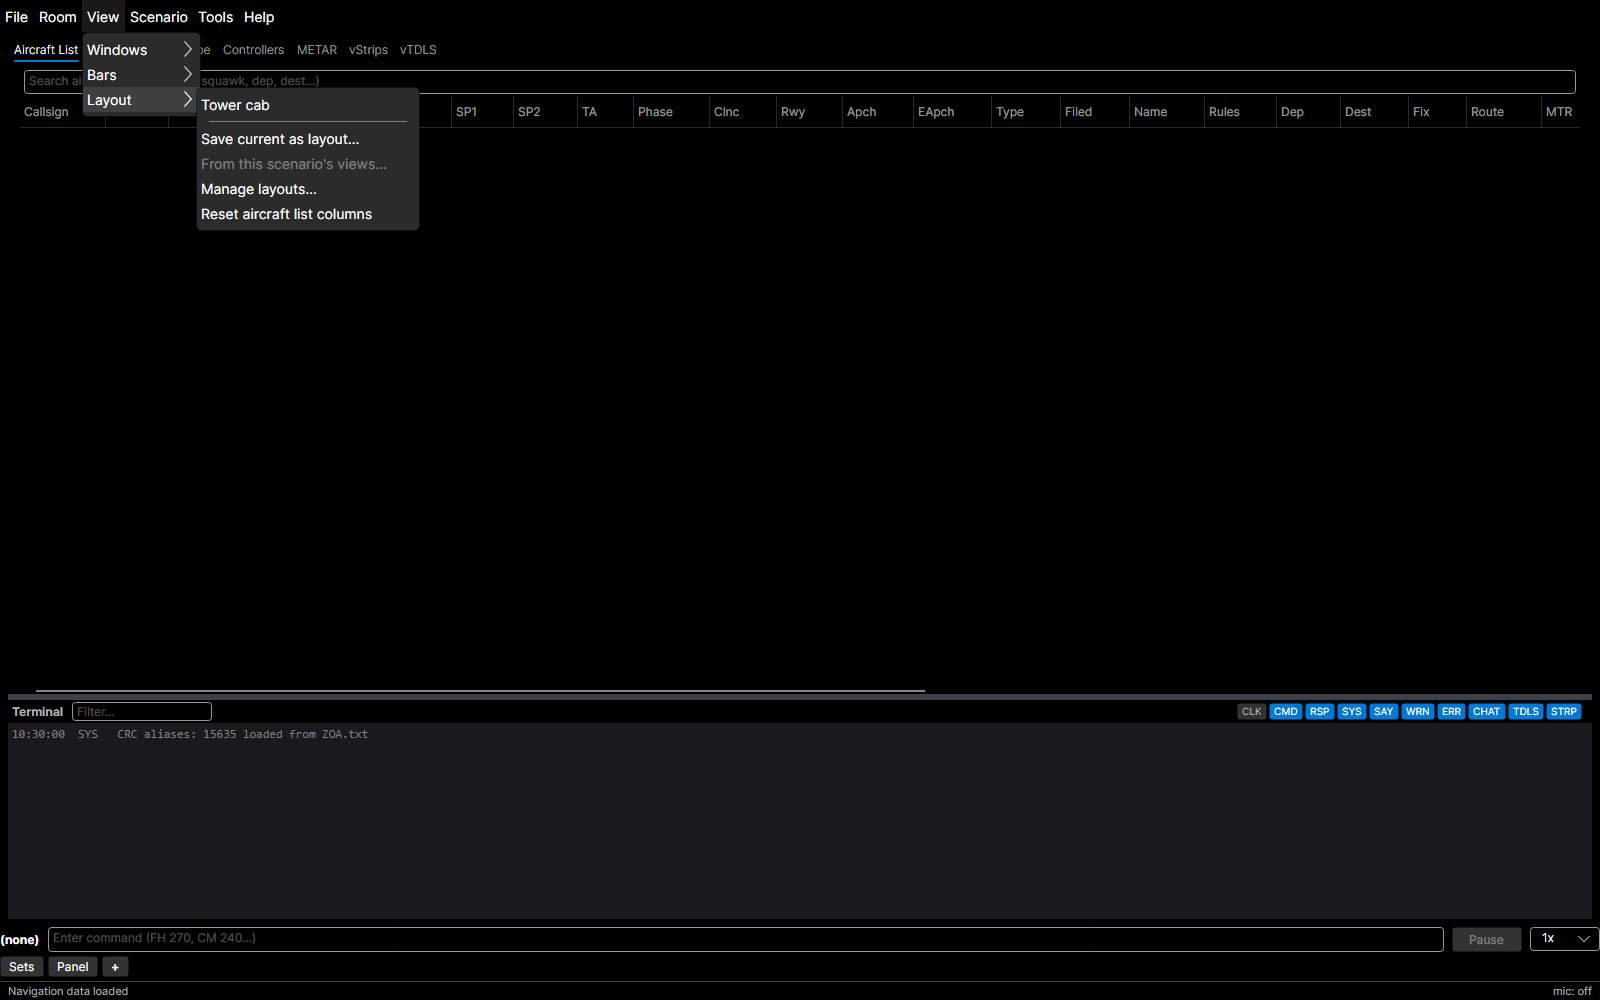 File Room View Scenario Tools Help
Aircraft List Controllers METAR vStrips vTDLS
Windows
Bars
Layout
Search squawk, dep, dest...)
Tower cab
Save current as layout...
From this scenario's views...
Manage layouts...
Reset aircraft list columns
Callsign SP1 SP2 TA Phase Clnc Rwy Apch EApch Type Filed Name Rules Dep Dest Fix Route MTR
Terminal Filter... CLK CMD RSP SYS SAY WRN ERR CHAT TDLS STRP
10:30:00 SYS CRC aliases: 15635 loaded from ZOA.txt
(none) Enter command (FH 270, CM 240...) Pause 1x
Sets Panel +
Navigation data loaded mic: off